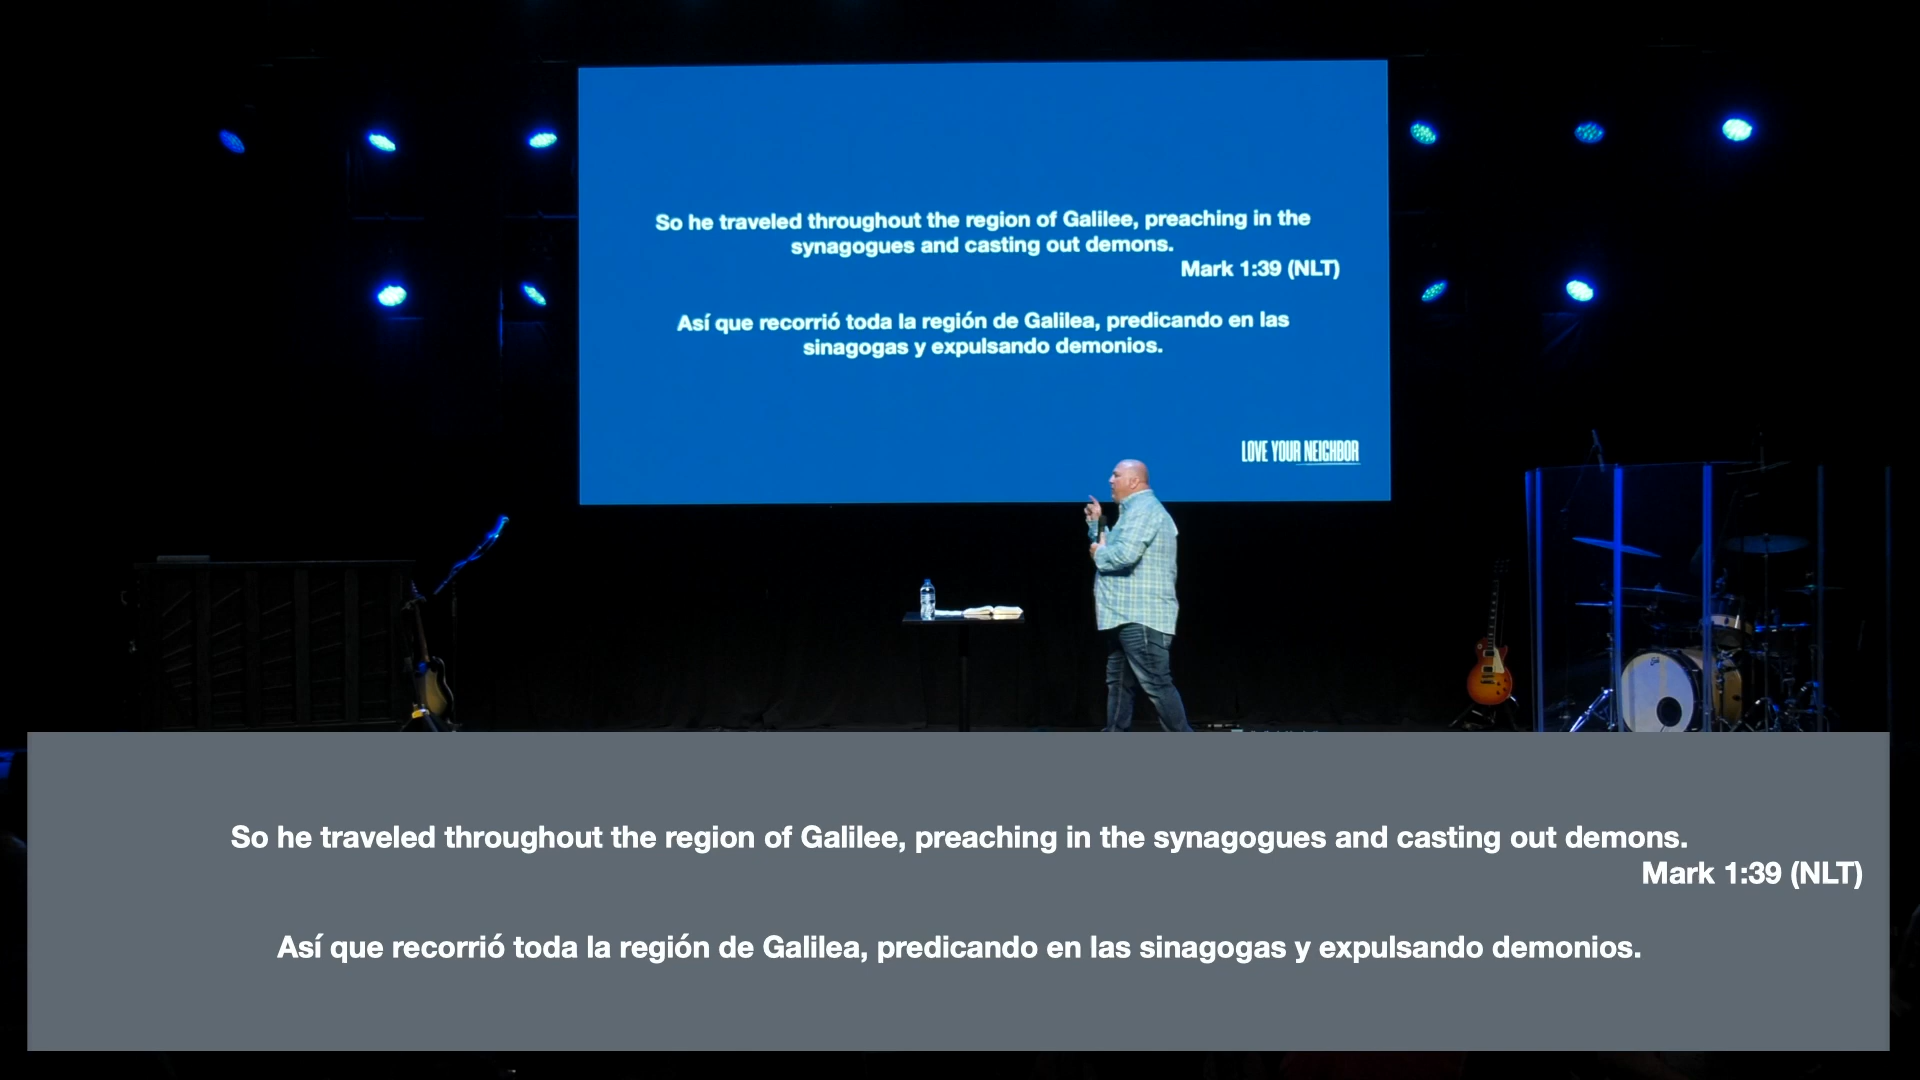 So he traveled throughout the region of Galilee, preaching in the
synagogues and casting out demons.
Mark 1:39 (NLT)
Así que recorrió toda la región de Galilea, predicando en las
sinagogas y expulsando demonios.
LOVE YOUR NEIGHBOR
So he traveled throughout the region of Galilee, preaching in the synagogues and casting out demons.
Mark 1:39 (NLT)
Así que recorrió toda la región de Galilea, predicando en las sinagogas y expulsando demonios.